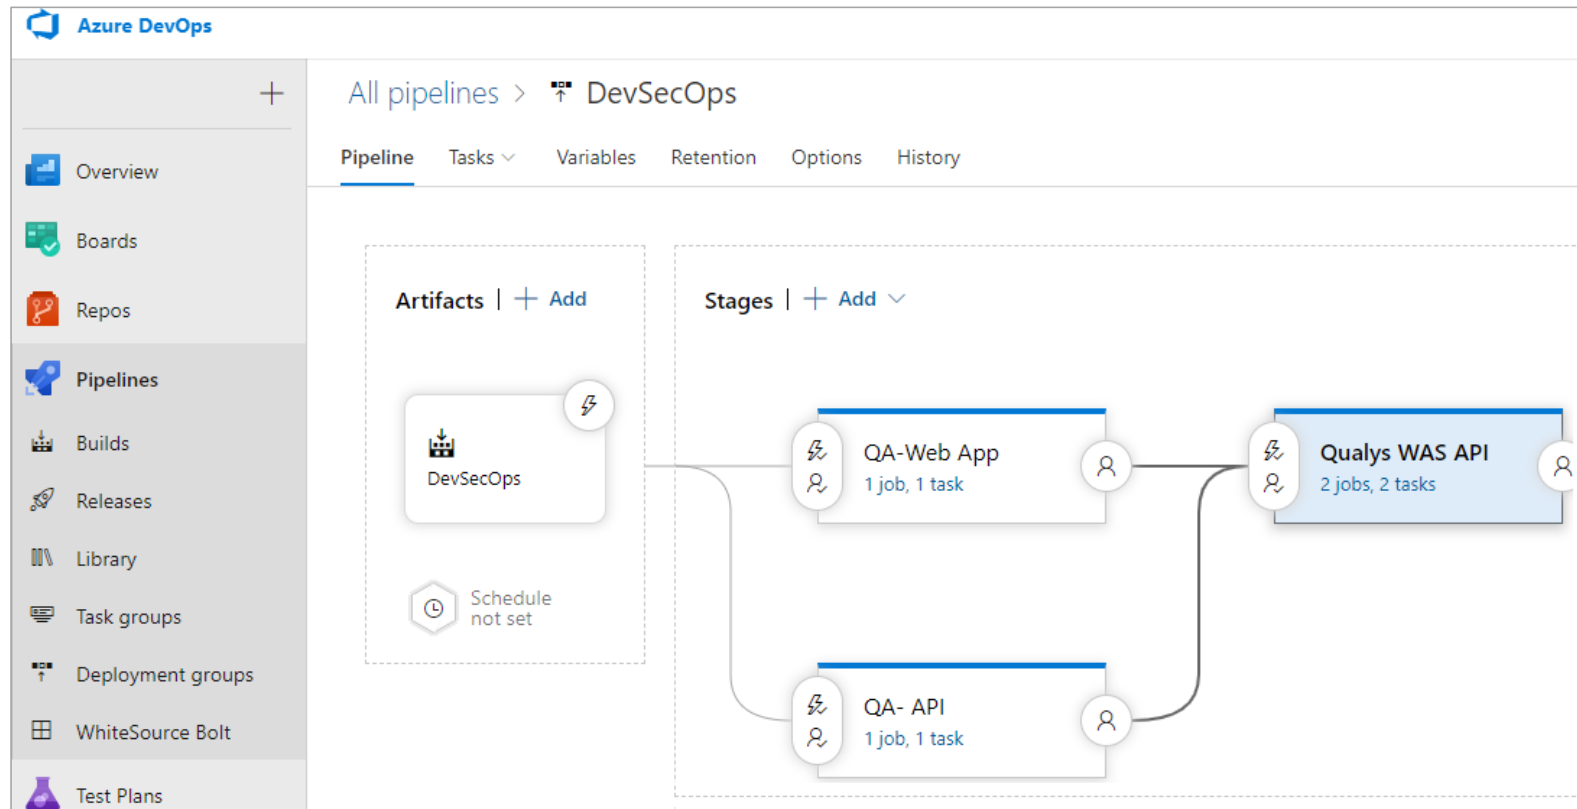 Azure DevOps
All pipelines > DevSecOps
Pipeline Tasks Variables Retention Options History
Overview
Boards
Repos
Pipelines
Builds
Releases
Library
Task groups
Deployment groups
WhiteSource Bolt
Test Plans
Artifacts | + Add
DevSecOps
Schedule
not set
Stages | + Add
QA-Web App
1 job, 1 task
Qualys WAS API
2 jobs, 2 tasks
QA- API
1 job, 1 task